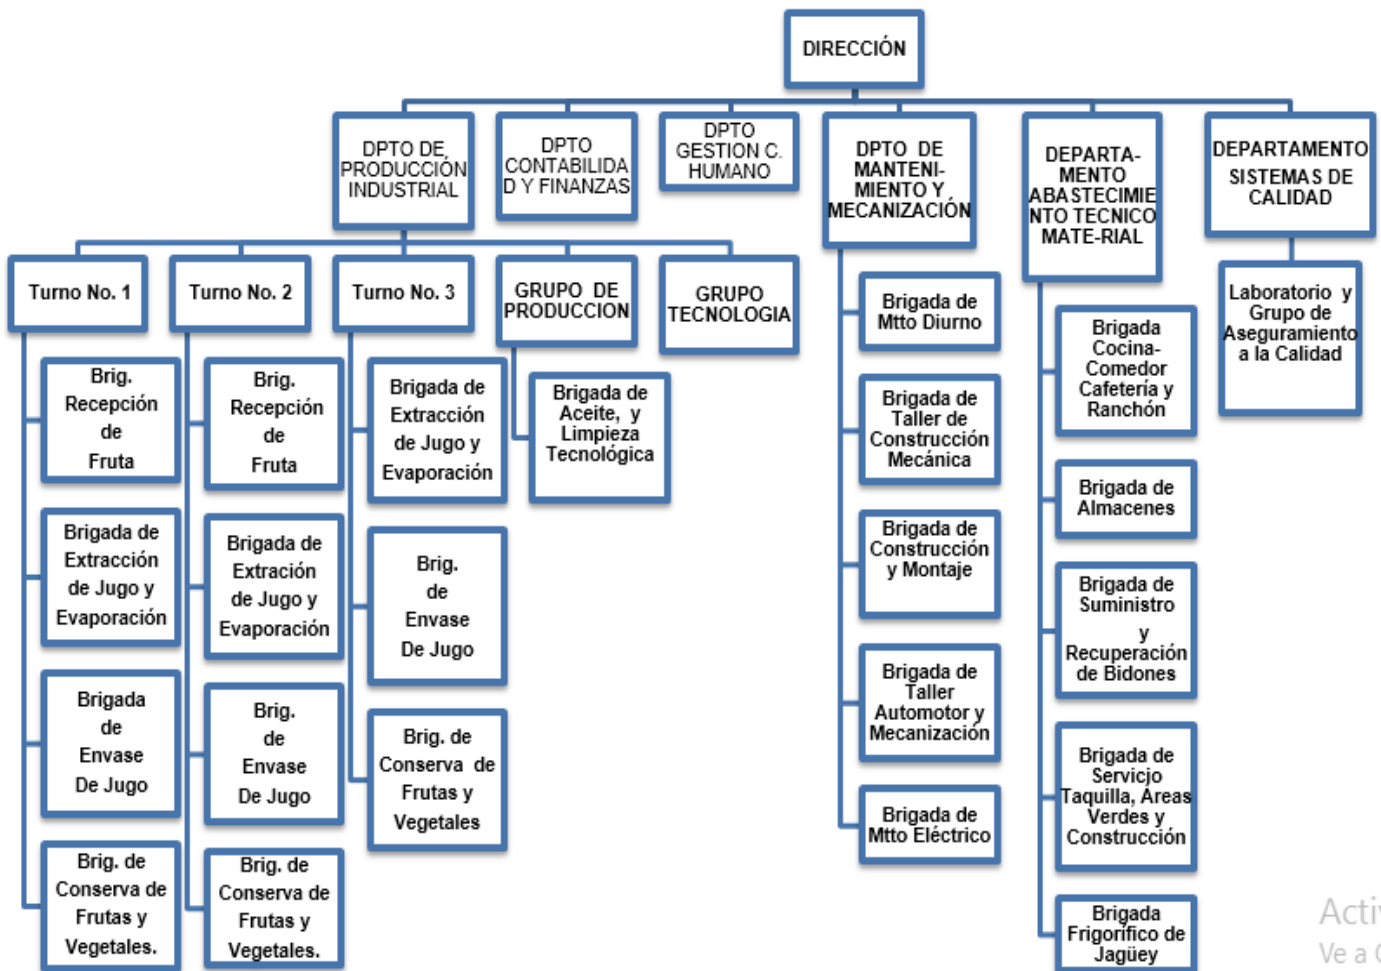 DIRECCIÓN
DPTO DE
PRODUCCIÓN
INDUSTRIAL
DPTO
CONTABILIDA
D Y FINANZAS
DPTO
GESTION C.
HUMANO
DPTO DE
MANTENI-
MIENTO Y
MECANIZACIÓN
DEPARTA-
MENTO
ABASTECIMIE
NTO TECNICO
MATE-RIAL
DEPARTAMENTO
SISTEMAS DE
CALIDAD
Turno No. 1
Turno No. 2
Turno No. 3
GRUPO DE
PRODUCCION
GRUPO
TECNOLOGIA
Brig.
Recepción
de
Fruta
Brigada de
Extracción
de Jugo y
Evaporación
Brigada
de
Envase
De Jugo
Brig. de
Conserva de
Frutas y
Vegetales.
Brig.
Recepción
de
Fruta
Brigada de
Extración
de Jugo y
Evaporación
Brig.
de
Envase
De Jugo
Brig. de
Conserva de
Frutas y
Vegetales.
Brigada de
Extracción
de Jugo y
Evaporación
Brig.
de
Envase
De Jugo
Brig. de
Conserva de
Frutas y
Vegetales
Brigada de
Aceite, y
Limpieza
Tecnológica
Brigada de
Mtto Diurno
Brigada de
Taller de
Construcción
Mecánica
Brigada de
Construcción
y Montaje
Brigada de
Taller
Automotor y
Mecanización
Brigada de
Mtto Eléctrico
Brigada
Cocina-
Comedor
Cafetería y
Ranchón
Brigada de
Almacenes
Brigada de
Suministro
y
Recuperación
de Bidones
Brigada de
Servicio
Taquilla, Areas
Verdes y
Construcción
Brigada
Frigorífico de
Jagüey
Laboratorio y
Grupo de
Aseguramiento
a la Calidad
Activ
Ve a C